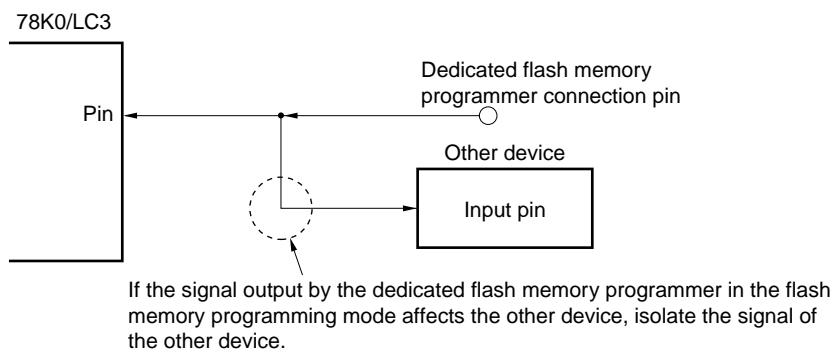 78K0/LC3
Dedicated flash memory
programmer connection pin
Pin
Other device
Input pin
If the signal output by the dedicated flash memory programmer in the flash
memory programming mode affects the other device, isolate the signal of
the other device.